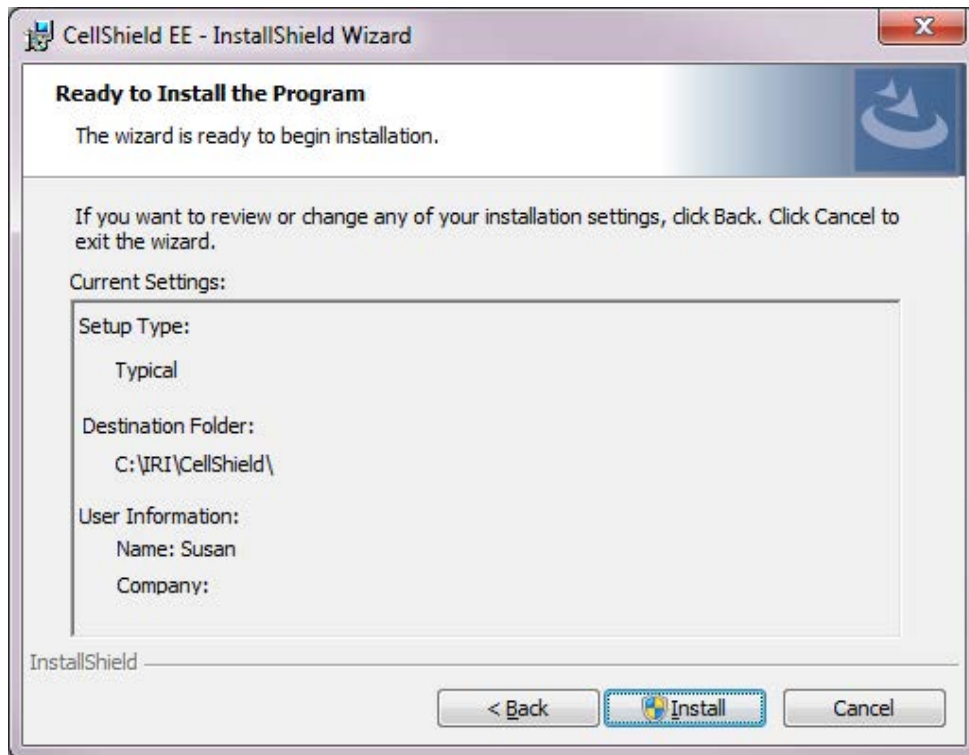 CellShield EE - InstallShield Wizard
Ready to Install the Program
The wizard is ready to begin installation.
If you want to review or change any of your installation settings, click Back. Click Cancel to
exit the wizard.
Current Settings:
Setup Type:
Typical
Destination Folder:
C:\IRI\CellShield\
User Information:
Name: Susan
Company:
InstallShield
< Back
Install
Cancel